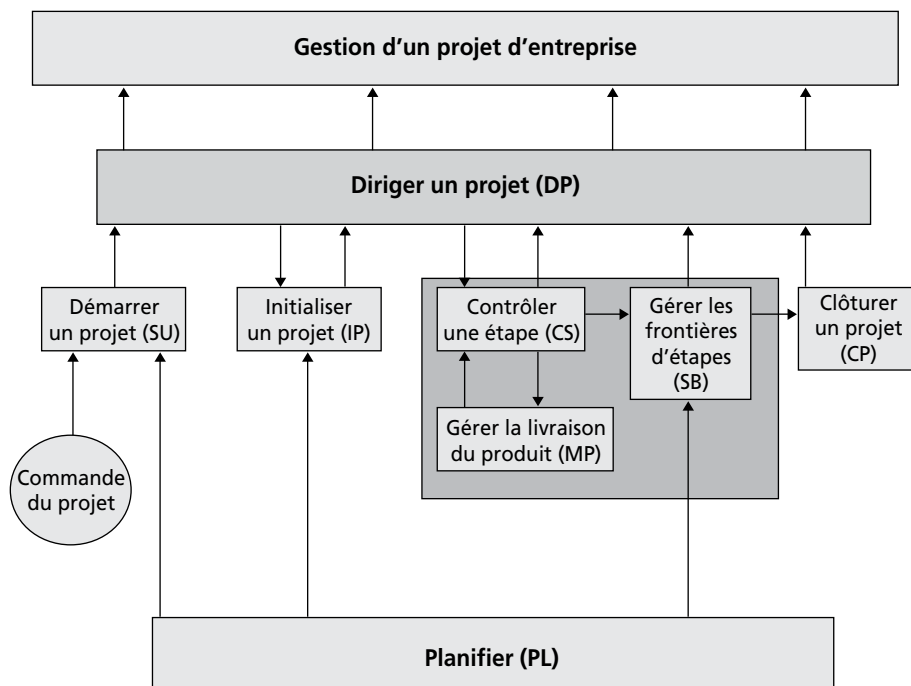 Gestion d’un projet d’entreprise
Diriger un projet (DP)
Démarrer
un projet (SU)
Initialiser
un projet (IP)
Contrôler
une étape (CS)
Gérer les
frontières
d’étapes
(SB)
Clôturer
un projet
(CP)
Gérer la livraison
du produit (MP)
Commande
du projet
Planifier (PL)